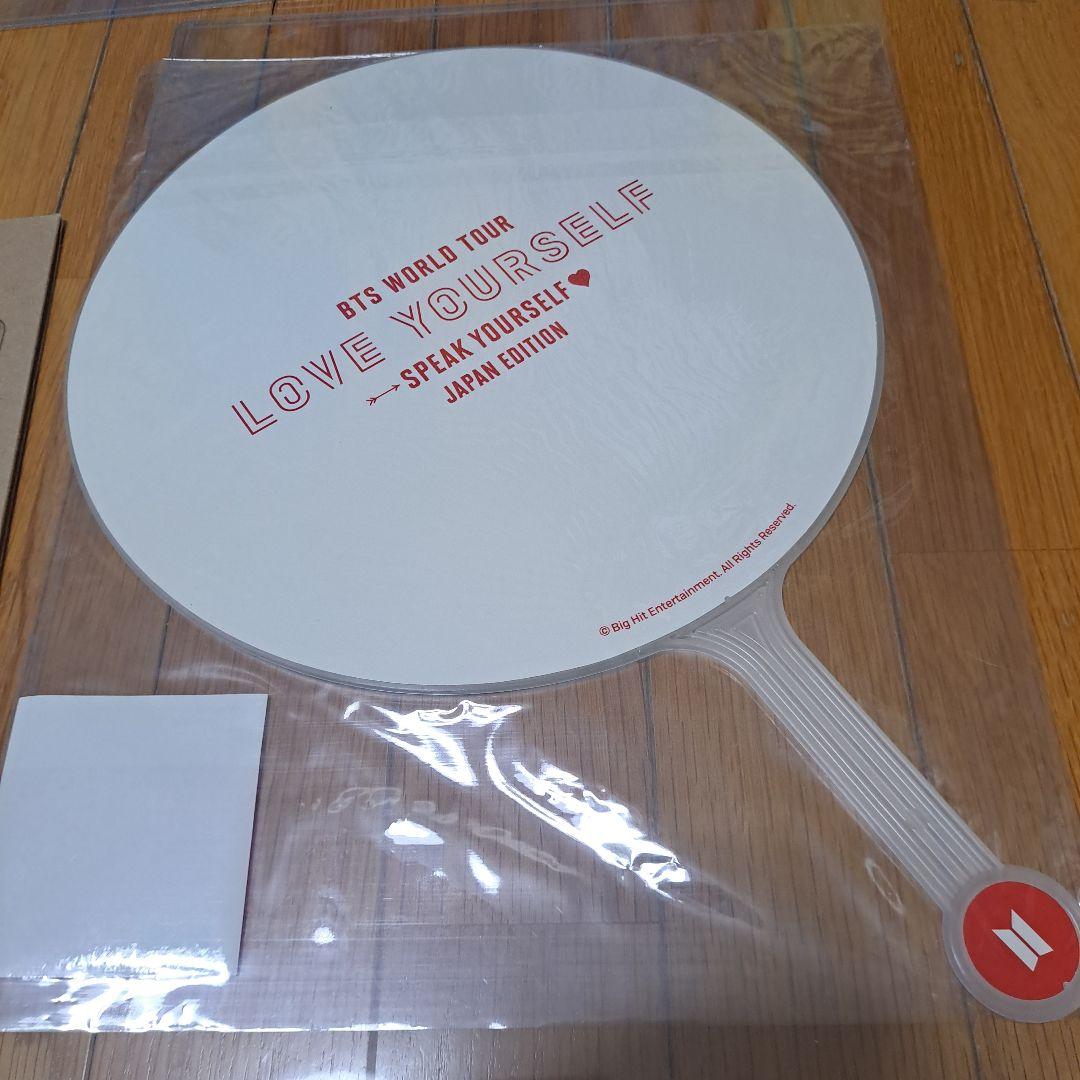 BTS WORLD TOUR
LOVE YOURSELF
SPEAK YOURSELF
JAPAN EDITION
© Big Hit Entertainment. All Rights Reserved.